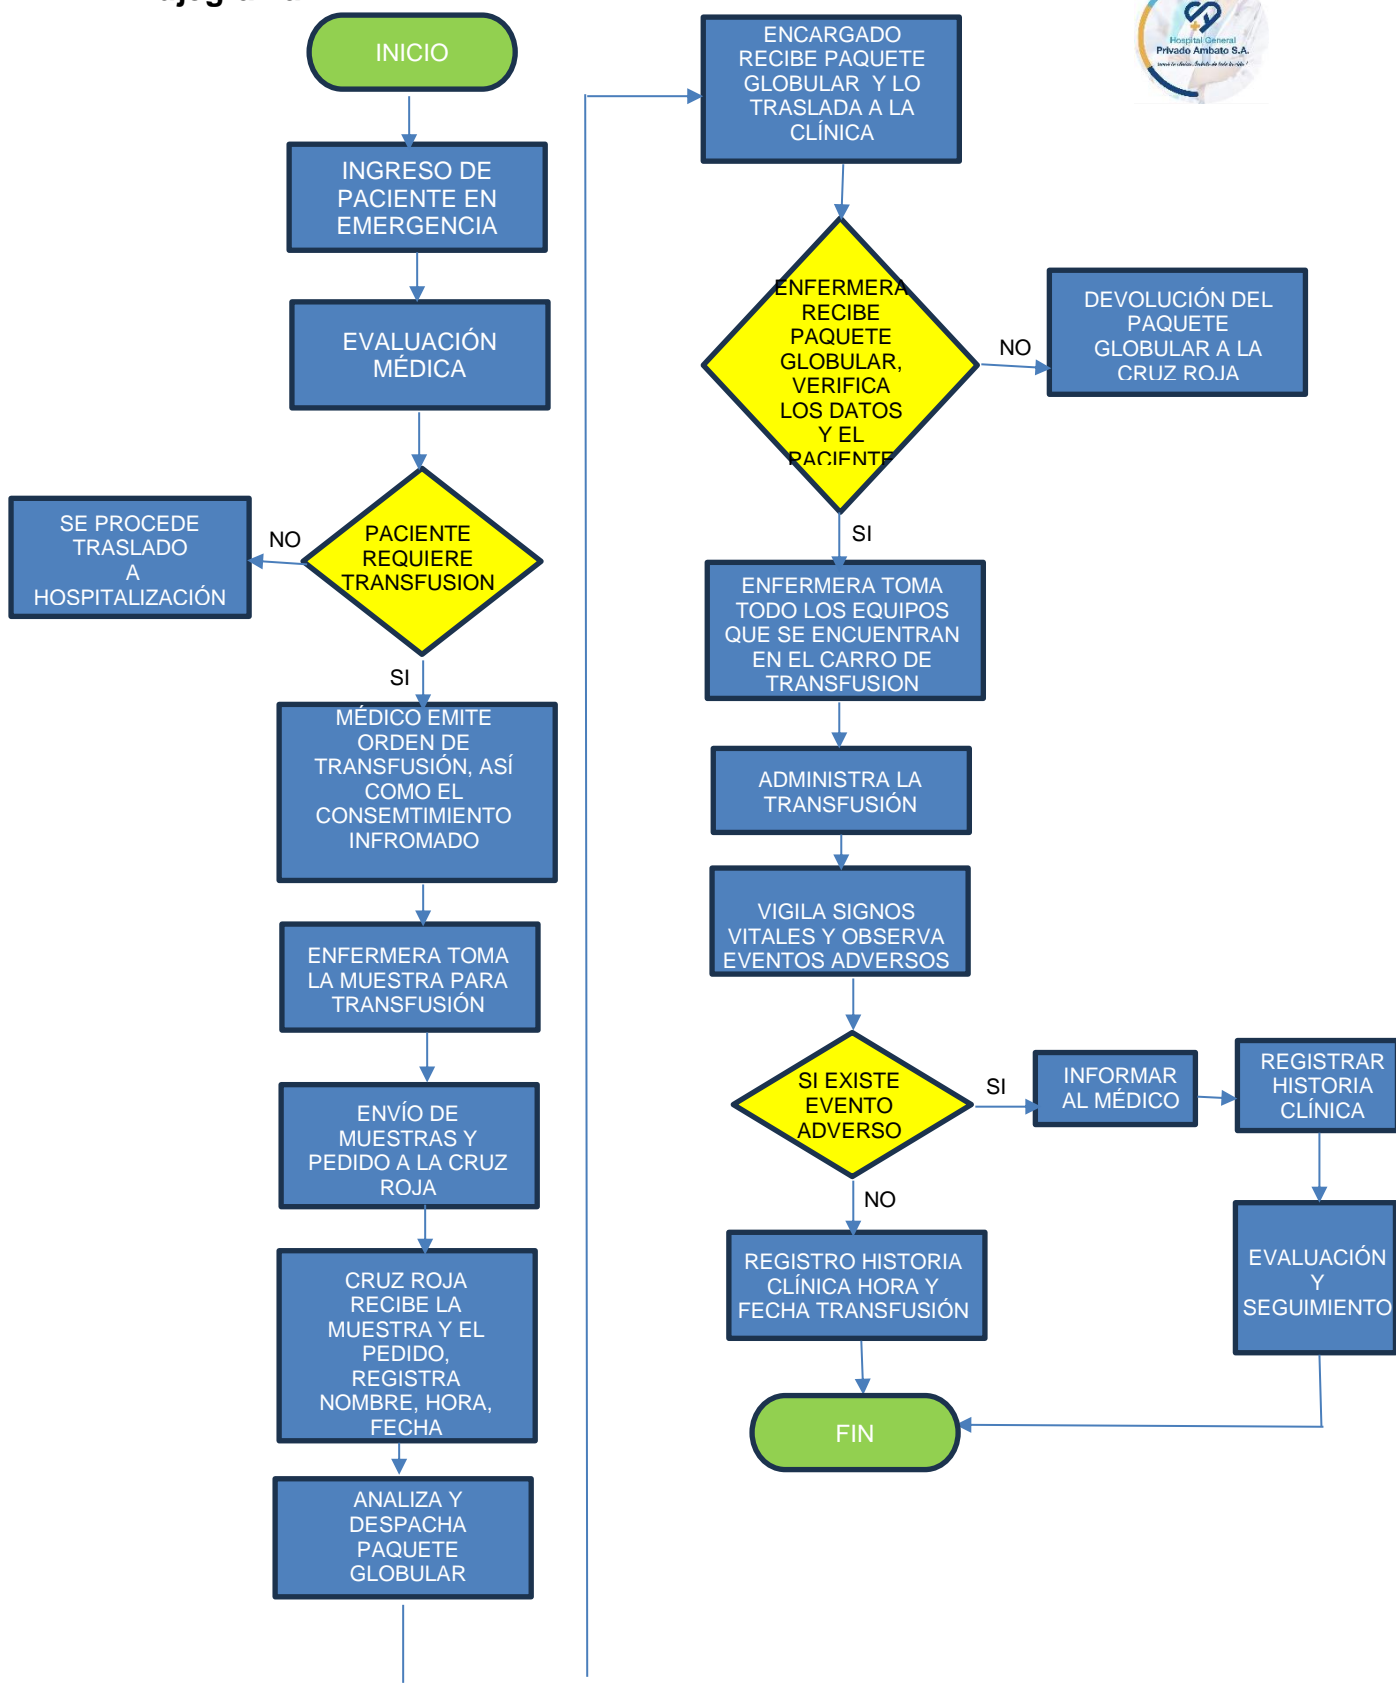 INICIO
INGRESO DE
PACIENTE EN
EMERGENCIA
EVALUACIÓN
MÉDICA
PACIENTE
REQUIERE
TRANSFUSION
NO
SE PROCEDE
TRASLADO
A
HOSPITALIZACIÓN
SI
MÉDICO EMITE
ORDEN DE
TRANSFUSIÓN, ASÍ
COMO EL
CONSEMTIMIENTO
INFROMADO
ENFERMERA TOMA
LA MUESTRA PARA
TRANSFUSIÓN
ENVÍO DE
MUESTRAS Y
PEDIDO A LA CRUZ
ROJA
CRUZ ROJA
RECIBE LA
MUESTRA Y EL
PEDIDO,
REGISTRA
NOMBRE, HORA,
FECHA
ANALIZA Y
DESPACHA
PAQUETE
GLOBULAR
ENCARGADO
RECIBE PAQUETE
GLOBULAR Y LO
TRASLADA A LA
CLÍNICA
Hospital General
Privado Ambato S.A.
ENFERMERA
RECIBE
PAQUETE
GLOBULAR,
VERIFICA
LOS DATOS
Y EL
PACIENTE
NO
DEVOLUCIÓN DEL
PAQUETE
GLOBULAR A LA
CRUZ ROJA
SI
ENFERMERA TOMA
TODO LOS EQUIPOS
QUE SE ENCUENTRAN
EN EL CARRO DE
TRANSFUSION
ADMINISTRA LA
TRANSFUSIÓN
VIGILA SIGNOS
VITALES Y OBSERVA
EVENTOS ADVERSOS
SI EXISTE
EVENTO
ADVERSO
SI
INFORMAR
AL MÉDICO
REGISTRAR
HISTORIA
CLÍNICA
EVALUACIÓN
Y
SEGUIMIENTO
NO
REGISTRO HISTORIA
CLÍNICA HORA Y
FECHA TRANSFUSIÓN
FIN